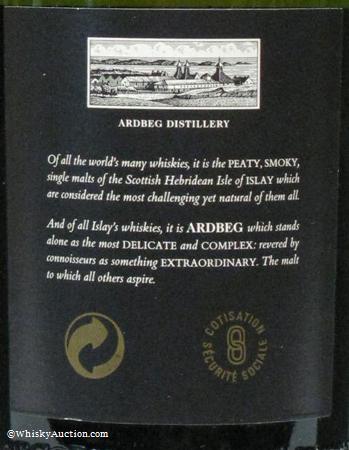 ARDBEG DISTILLERY
Of all the world's many whiskies, it is the PEATY, SMOKY,
single malts of the Scottish Hebridean Isle of ISLAY which
are considered the most challenging yet natural of them all.
And of all Islay's whiskies, it is ARDBEG which stands
alone as the most DELICATE and COMPLEX: revered by
connoisseurs as something EXTRAORDINARY. The malt
to which all others aspire.
COTISATION
SÉCURITÉ SOCIALE
©WhiskyAuction.com